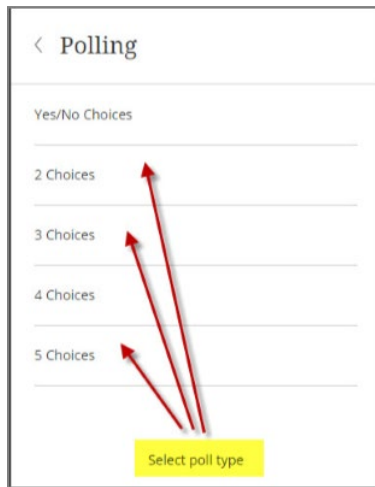 Polling
Yes/No Choices
2 Choices
3 Choices
4 Choices
5 Choices
Select poll type